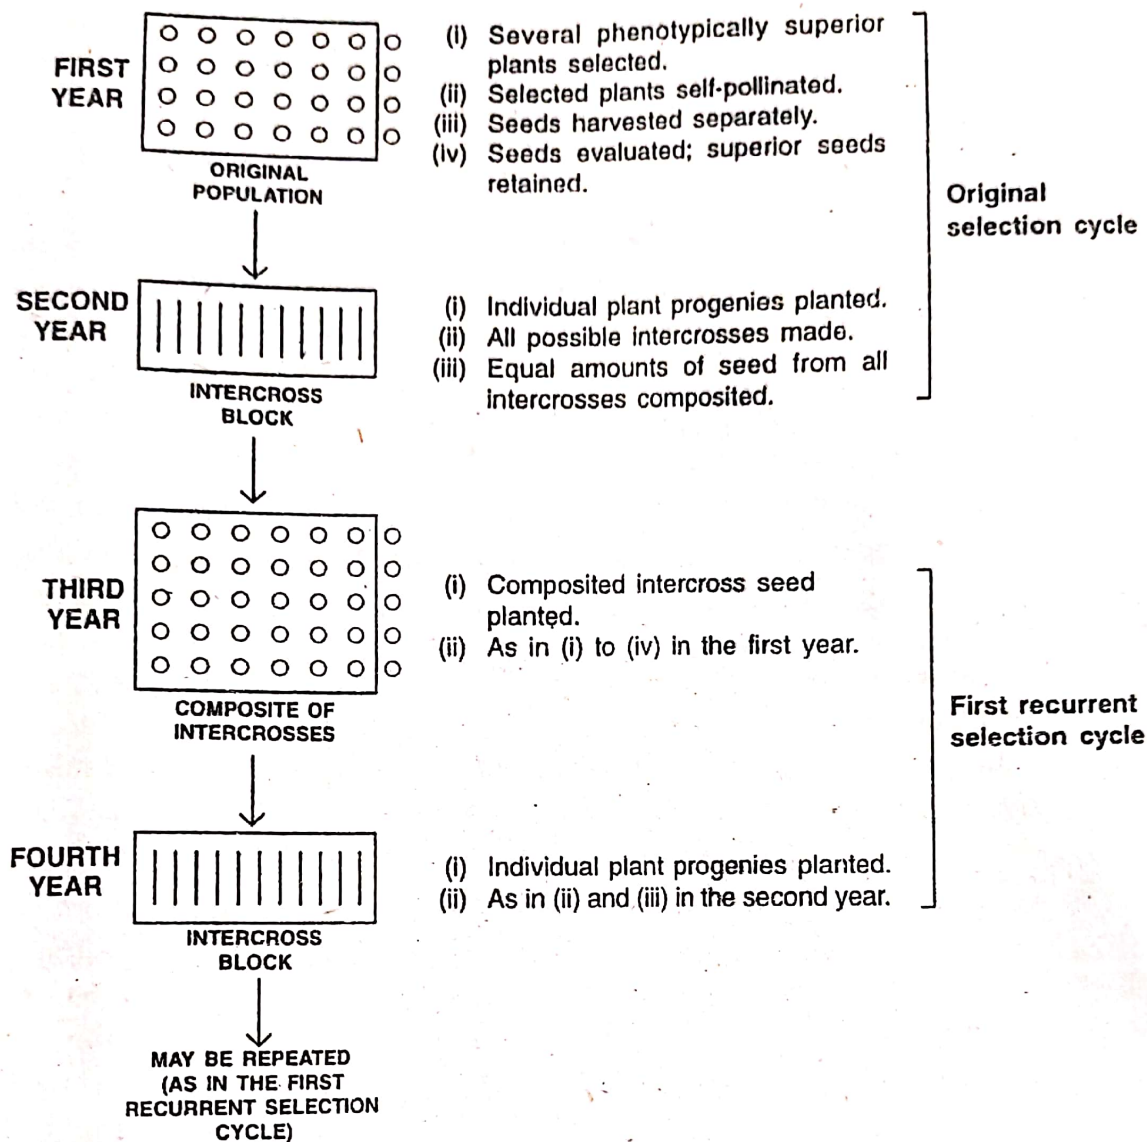 FIRST
YEAR
(i) Several phenotypically superior
plants selected.
(ii) Selected plants self-pollinated.
(iii) Seeds harvested separately.
(iv) Seeds evaluated; superior seeds
retained.
ORIGINAL
POPULATION
Original
selection cycle
SECOND
YEAR
(i) Individual plant progenies planted.
(ii) All possible intercrosses made.
(iii) Equal amounts of seed from all
intercrosses composited.
INTERCROSS
BLOCK
THIRD
YEAR
(i) Composited intercross seed
planted.
(ii) As in (i) to (iv) in the first year.
COMPOSITE OF
INTERCROSSES
First recurrent
selection cycle
FOURTH
YEAR
(i) Individual plant progenies planted.
(ii) As in (ii) and (iii) in the second year.
INTERCROSS
BLOCK
MAY BE REPEATED
(AS IN THE FIRST
RECURRENT SELECTION
CYCLE)